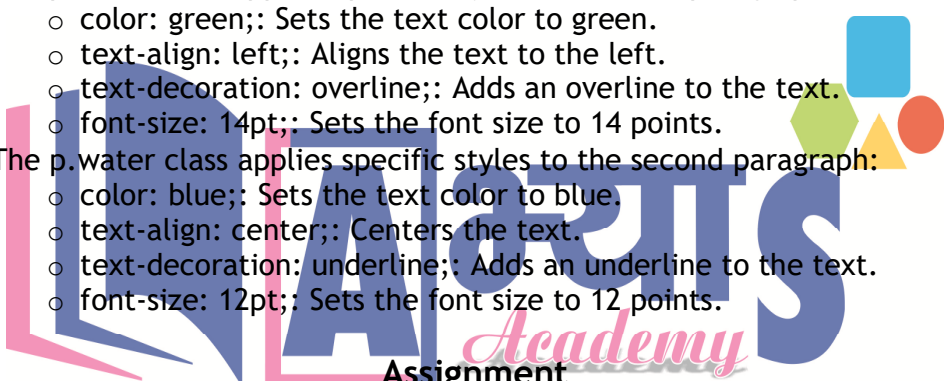 o color: green;: Sets the text color to green.
o text-align: left;: Aligns the text to the left.
o text-decoration: overline;: Adds an overline to the text.
o font-size: 14pt;: Sets the font size to 14 points.
The p.water class applies specific styles to the second paragraph:
o color: blue;: Sets the text color to blue.
o text-align: center;: Centers the text.
o text-decoration: underline;: Adds an underline to the text.
o font-size: 12pt;: Sets the font size to 12 points.
Aभ्याS
Academy
Assignment